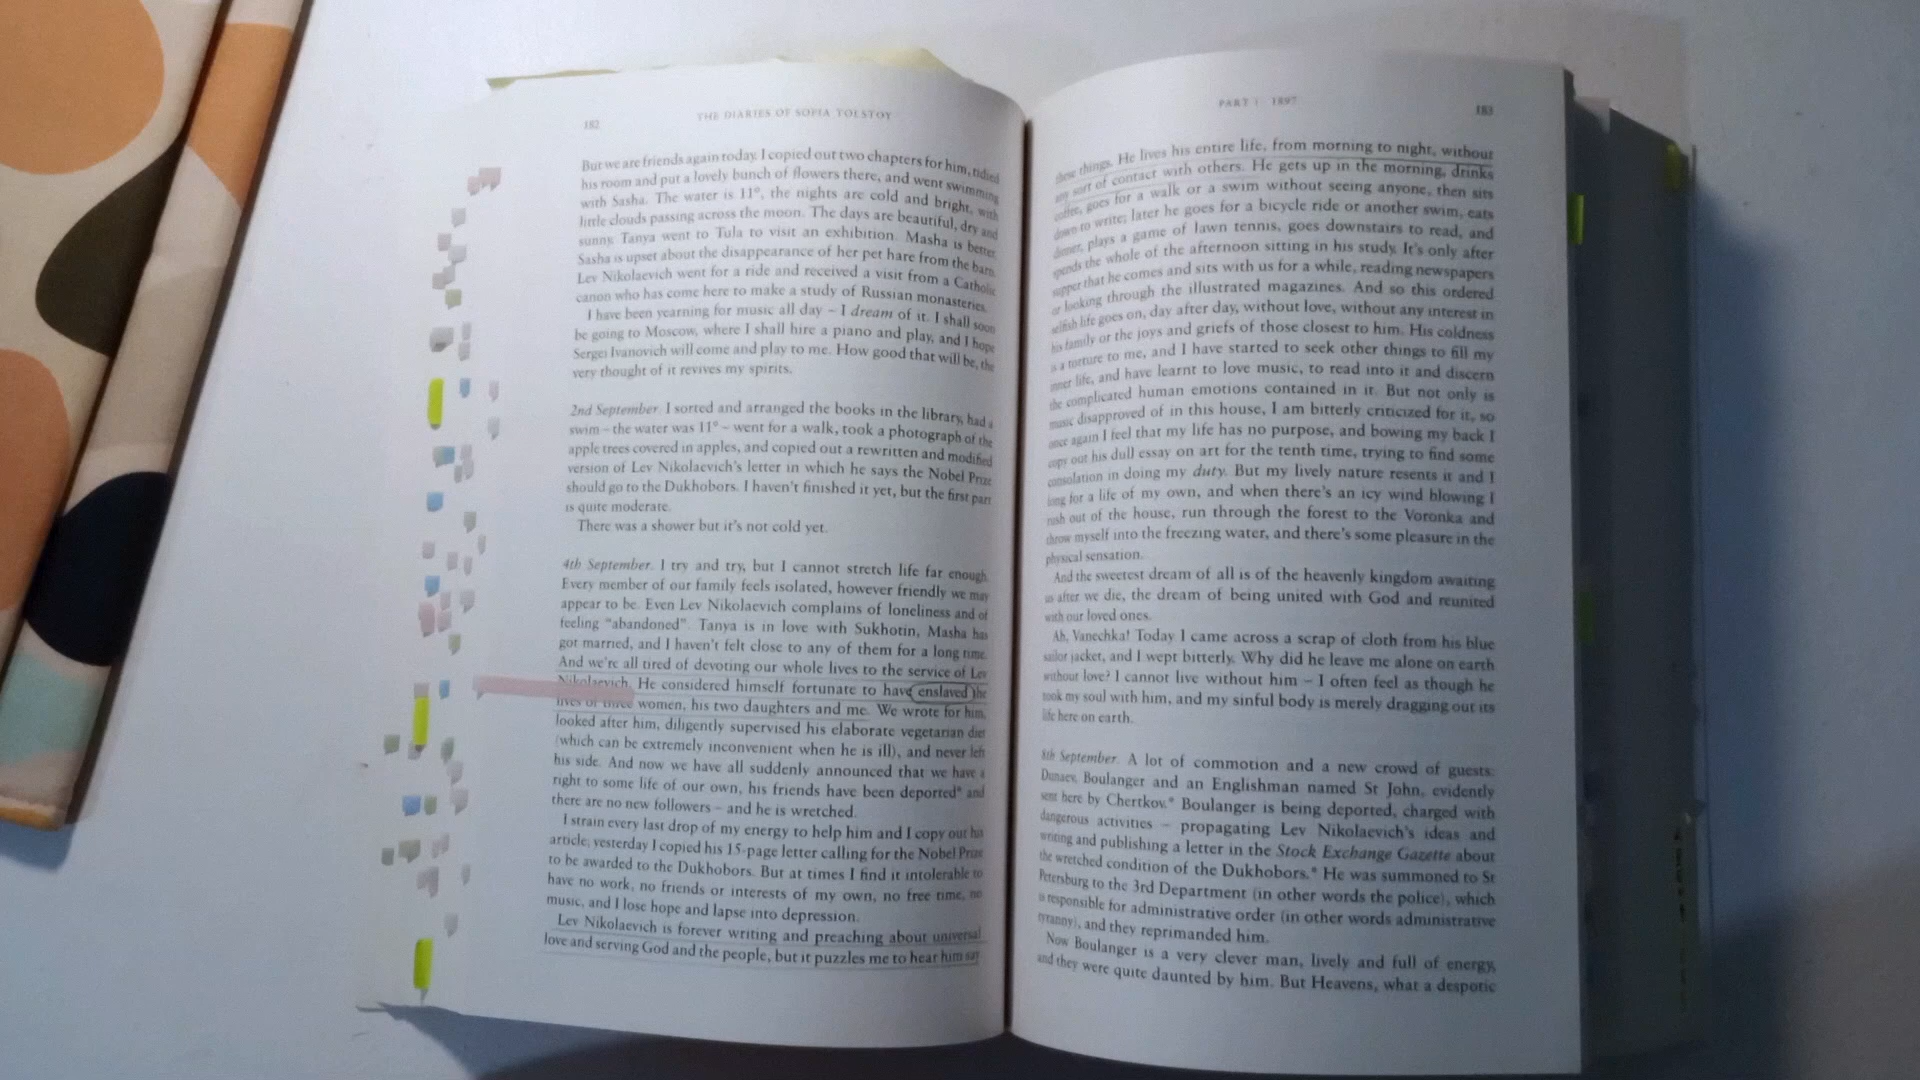 182
THE DIARIES OF SOFIA TOLSTOY
But we are friends again today. I copied out two chapters for him, tidied
his room and put a lovely bunch of flowers there, and went swimming
with Sasha. The water is 11°, the nights are cold and bright, with
little clouds passing across the moon. The days are beautiful, dry and
sunny. Tanya went to Tula to visit an exhibition. Masha is better.
Sasha is upset about the disappearance of her pet hare from the barn.
Lev Nikolaevich went for a ride and received a visit from a Catholic
canon who has come here to make a study of Russian monasteries.
I have been yearning for music all day – I dream of it. I shall soon
be going to Moscow, where I shall hire a piano and play, and I hope
Sergei Ivanovich will come and play to me. How good that will be, the
very thought of it revives my spirits.
2nd September. I sorted and arranged the books in the library, had a
swim – the water was 11° – went for a walk, took a photograph of the
apple trees covered in apples, and copied out a rewritten and modified
version of Lev Nikolaevich's letter in which he says the Nobel Prize
should go to the Dukhobors. I haven't finished it yet, but the first part
is quite moderate.
There was a shower but it's not cold yet.
4th September. I try and try, but I cannot stretch life far enough.
Every member of our family feels isolated, however friendly we may
appear to be. Even Lev Nikolaevich complains of loneliness and of
feeling "abandoned". Tanya is in love with Sukhotin, Masha has
got married, and I haven't felt close to any of them for a long time.
And we're all tired of devoting our whole lives to the service of Lev
Nikolaevich. He considered himself fortunate to have enslaved the
lives of three women, his two daughters and me. We wrote for him,
looked after him, diligently supervised his elaborate vegetarian diet
(which can be extremely inconvenient when he is ill), and never left
his side. And now we have all suddenly announced that we have a
right to some life of our own, his friends have been deported* and
there are no new followers – and he is wretched.
I strain every last drop of my energy to help him and I copy out his
article; yesterday I copied his 15-page letter calling for the Nobel Prize
to be awarded to the Dukhobors. But at times I find it intolerable to
have no work, no friends or interests of my own, no free time, no
music, and I lose hope and lapse into depression.
Lev Nikolaevich is forever writing and preaching about universal
love and serving God and the people, but it puzzles me to hear him say
PART I 1897
183
these things. He lives his entire life, from morning to night, without
any sort of contact with others. He gets up in the morning, drinks
coffee, goes for a walk or a swim without seeing anyone, then sits
down to write; later he goes for a bicycle ride or another swim, eats
dinner, plays a game of lawn tennis, goes downstairs to read, and
spends the whole of the afternoon sitting in his study. It's only after
supper that he comes and sits with us for a while, reading newspapers
or looking through the illustrated magazines. And so this ordered
selfish life goes on, day after day, without love, without any interest in
his family or the joys and griefs of those closest to him. His coldness
is a torture to me, and I have started to seek other things to fill my
inner life, and have learnt to love music, to read into it and discern
the complicated human emotions contained in it. But not only is
music disapproved of in this house, I am bitterly criticized for it, so
once again I feel that my life has no purpose, and bowing my back I
copy out his dull essay on art for the tenth time, trying to find some
consolation in doing my duty. But my lively nature resents it and I
long for a life of my own, and when there's an icy wind blowing I
rush out of the house, run through the forest to the Voronka and
throw myself into the freezing water, and there's some pleasure in the
physical sensation.
And the sweetest dream of all is of the heavenly kingdom awaiting
us after we die, the dream of being united with God and reunited
with our loved ones.
Ah, Vanechka! Today I came across a scrap of cloth from his blue
sailor jacket, and I wept bitterly. Why did he leave me alone on earth
without love? I cannot live without him – I often feel as though he
took my soul with him, and my sinful body is merely dragging out its
life here on earth.
8th September. A lot of commotion and a new crowd of guests:
Dunaev, Boulanger and an Englishman named St John, evidently
sent here by Chertkov.* Boulanger is being deported, charged with
dangerous activities – propagating Lev Nikolaevich's ideas and
writing and publishing a letter in the Stock Exchange Gazette about
the wretched condition of the Dukhobors.* He was summoned to St
Petersburg to the 3rd Department (in other words the police), which
is responsible for administrative order (in other words administrative
tyranny), and they reprimanded him.
Now Boulanger is a very clever man, lively and full of energy,
and they were quite daunted by him. But Heavens, what a despotic